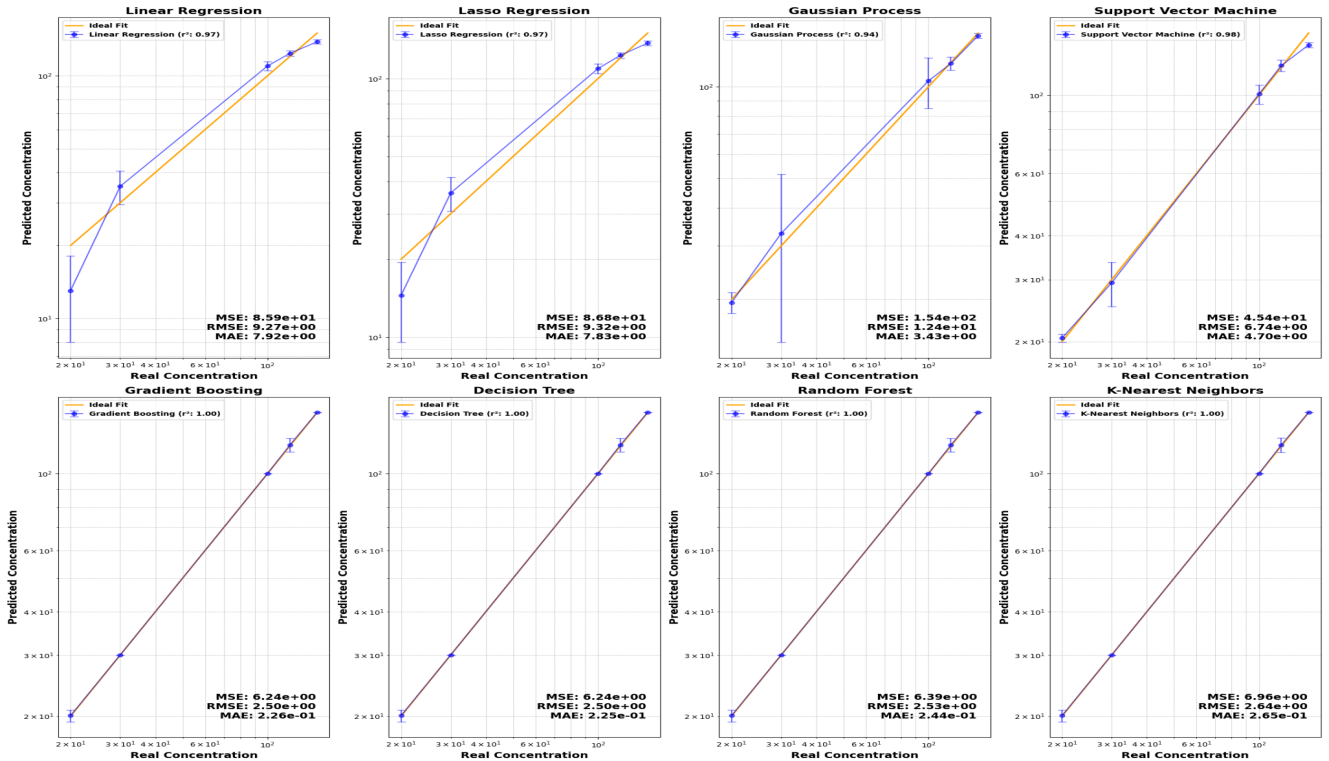 Linear Regression
Ideal Fit
Linear Regression (r²: 0.97)
10²
10¹
Predicted Concentration
MSE: 8.59e+01
RMSE: 9.27e+00
MAE: 7.92e+00
2 × 10¹ 3 × 10¹ 4 × 10¹ 6 × 10¹ 10²
Real Concentration
Lasso Regression
Ideal Fit
Lasso Regression (r²: 0.97)
10²
10¹
Predicted Concentration
MSE: 8.68e+01
RMSE: 9.32e+00
MAE: 7.83e+00
2 × 10¹ 3 × 10¹ 4 × 10¹ 6 × 10¹ 10²
Real Concentration
Gaussian Process
Ideal Fit
Gaussian Process (r²: 0.94)
10²
Predicted Concentration
MSE: 1.54e+02
RMSE: 1.24e+01
MAE: 3.43e+00
2 × 10¹ 3 × 10¹ 4 × 10¹ 6 × 10¹ 10²
Real Concentration
Support Vector Machine
Ideal Fit
Support Vector Machine (r²: 0.98)
10²
6 × 10¹
4 × 10¹
3 × 10¹
2 × 10¹
Predicted Concentration
MSE: 4.54e+01
RMSE: 6.74e+00
MAE: 4.70e+00
2 × 10¹ 3 × 10¹ 4 × 10¹ 6 × 10¹ 10²
Real Concentration
Gradient Boosting
Ideal Fit
Gradient Boosting (r²: 1.00)
10²
6 × 10¹
4 × 10¹
3 × 10¹
2 × 10¹
Predicted Concentration
MSE: 6.24e+00
RMSE: 2.50e+00
MAE: 2.26e-01
2 × 10¹ 3 × 10¹ 4 × 10¹ 6 × 10¹ 10²
Real Concentration
Decision Tree
Ideal Fit
Decision Tree (r²: 1.00)
10²
6 × 10¹
4 × 10¹
3 × 10¹
2 × 10¹
Predicted Concentration
MSE: 6.24e+00
RMSE: 2.50e+00
MAE: 2.25e-01
2 × 10¹ 3 × 10¹ 4 × 10¹ 6 × 10¹ 10²
Real Concentration
Random Forest
Ideal Fit
Random Forest (r²: 1.00)
10²
6 × 10¹
4 × 10¹
3 × 10¹
2 × 10¹
Predicted Concentration
MSE: 6.39e+00
RMSE: 2.53e+00
MAE: 2.44e-01
2 × 10¹ 3 × 10¹ 4 × 10¹ 6 × 10¹ 10²
Real Concentration
K-Nearest Neighbors
Ideal Fit
K-Nearest Neighbors (r²: 1.00)
10²
6 × 10¹
4 × 10¹
3 × 10¹
2 × 10¹
Predicted Concentration
MSE: 6.96e+00
RMSE: 2.64e+00
MAE: 2.65e-01
2 × 10¹ 3 × 10¹ 4 × 10¹ 6 × 10¹ 10²
Real Concentration